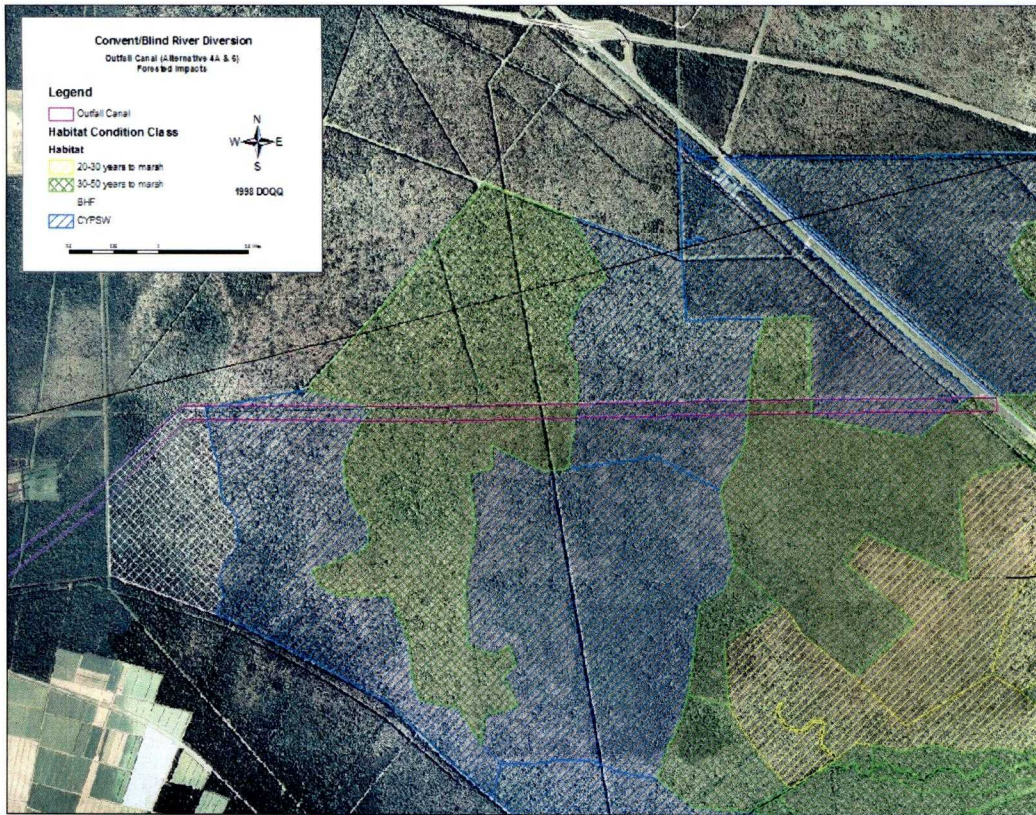 Convent/Blind River Diversion
Outfall Canal (Alternative 4A & 6)
Forested Impacts
Legend
Outfall Canal
Habitat Condition Class
Habitat
20-30 years to marsh
30-50 years to marsh
BHF
CYPSW
N
W E
S
1998 DOQQ